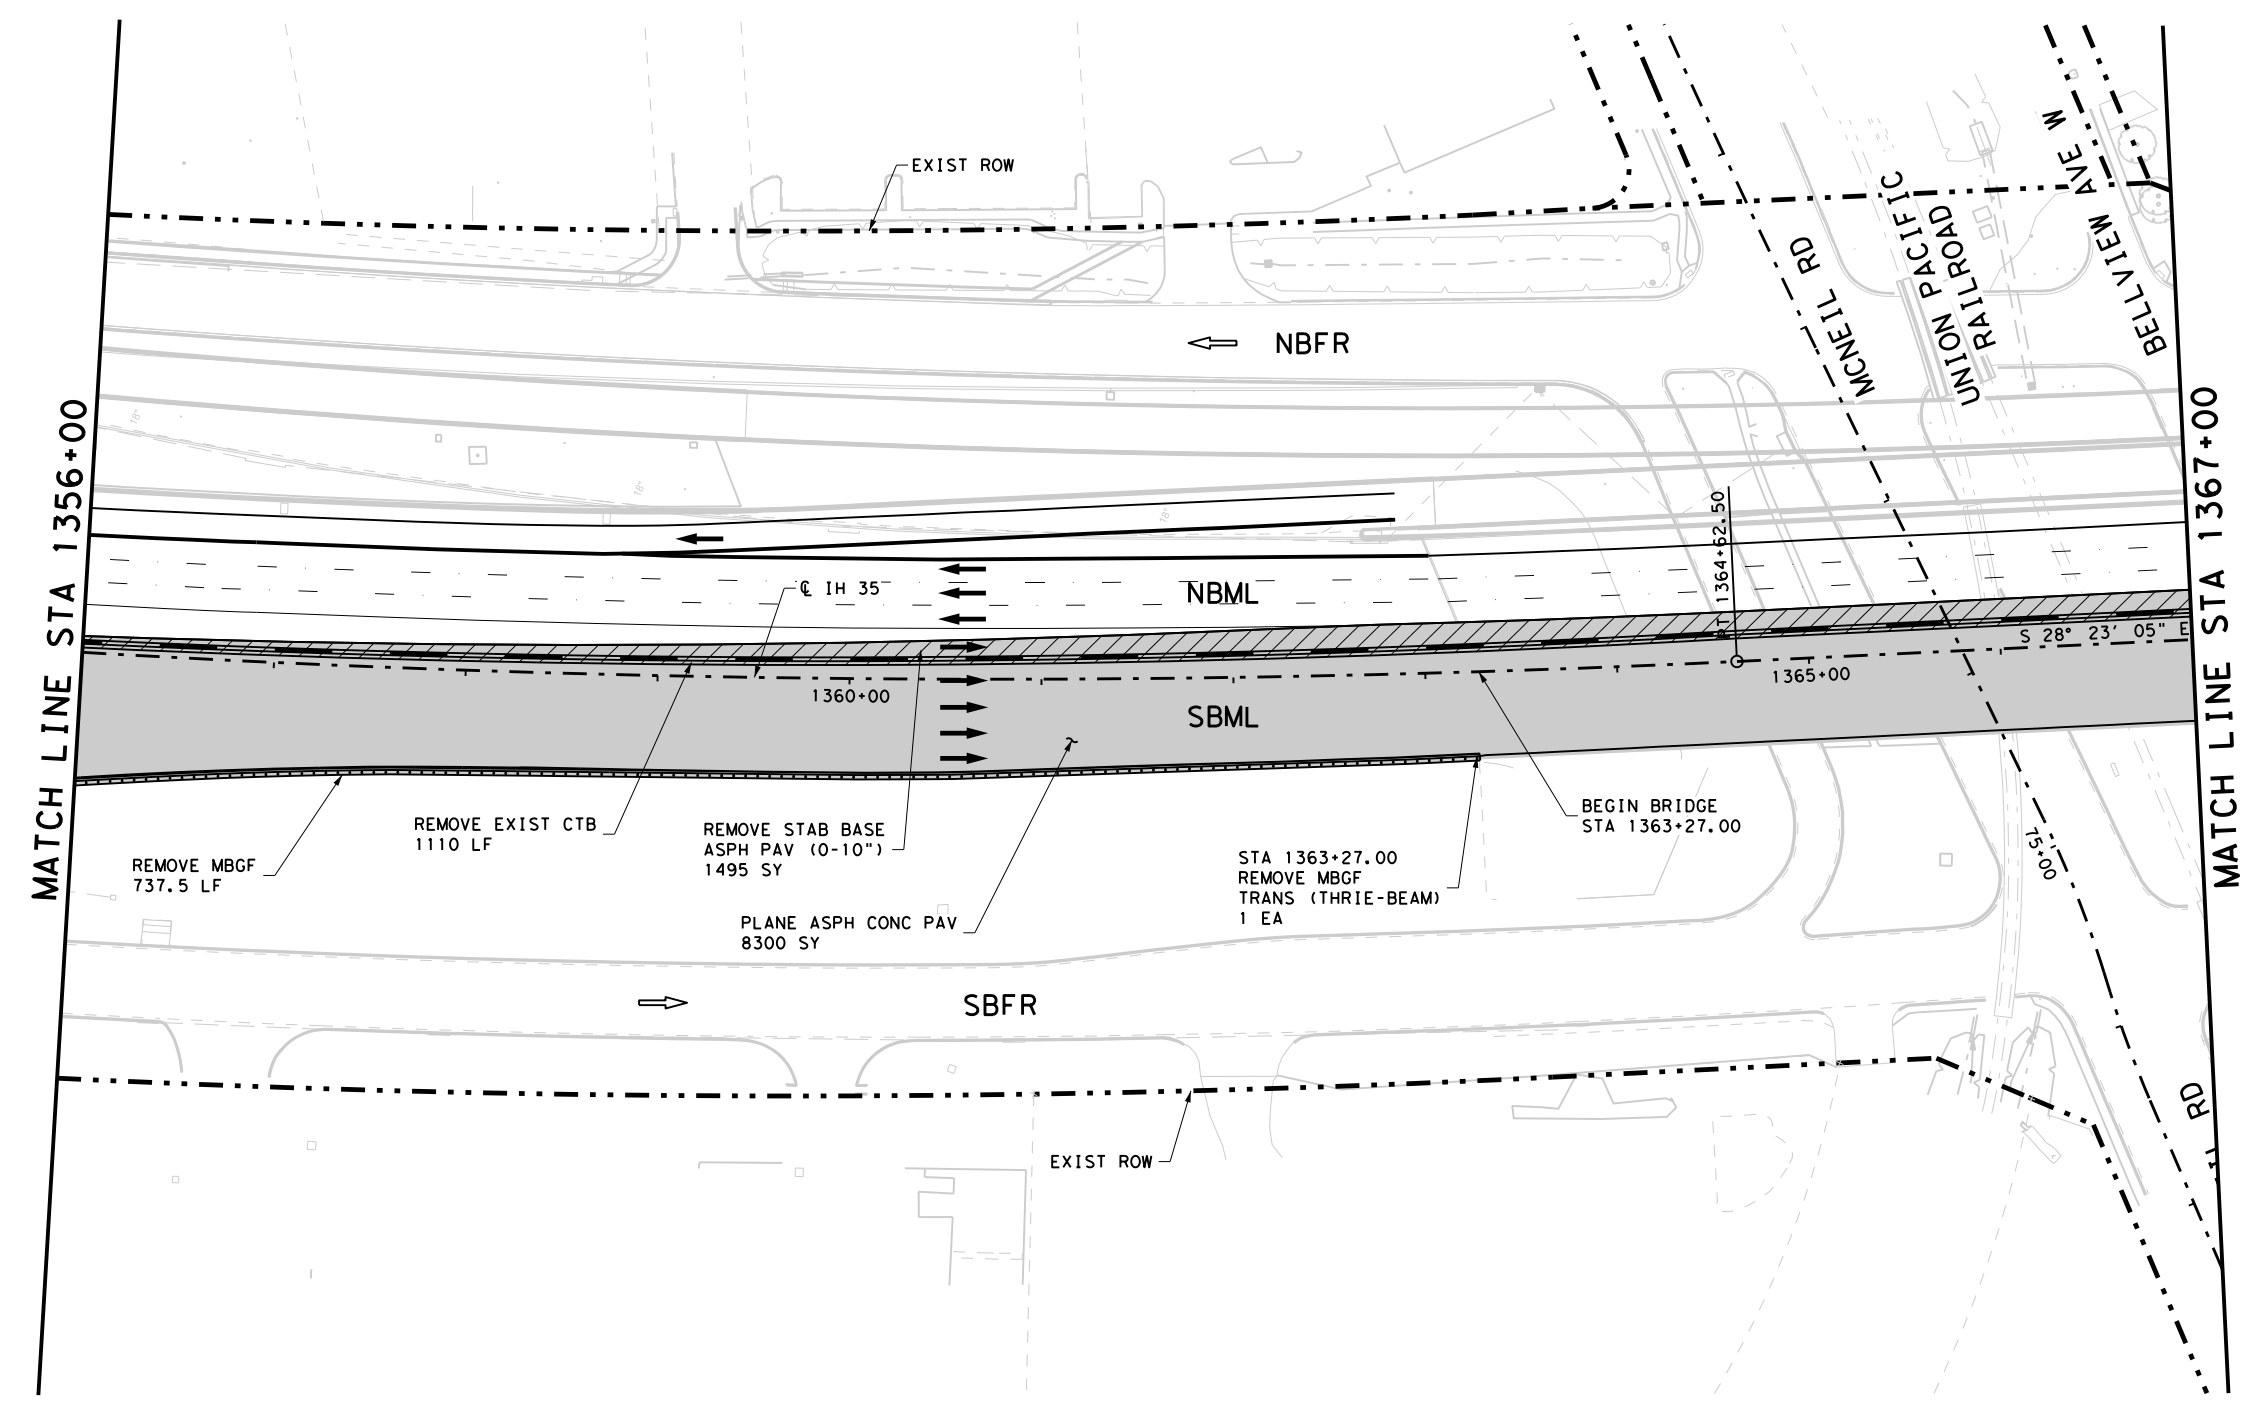 EXIST ROW
BELLVIEW AVE W
UNION PACIFIC
RAILROAD
MCNEIL RD
NBFR
MATCH LINE STA 1356+00
MATCH LINE STA 1367+00
18"
18"
18"
PT 1364+62.50
℄ IH 35
NBML
S 28° 23' 05" E
1360+00
1365+00
SBML
BEGIN BRIDGE
STA 1363+27.00
REMOVE EXIST CTB
1110 LF
REMOVE STAB BASE
ASPH PAV (0-10")
1495 SY
REMOVE MBGF
737.5 LF
STA 1363+27.00
REMOVE MBGF
TRANS (THRIE-BEAM)
1 EA
75+00
PLANE ASPH CONC PAV
8300 SY
SBFR
RD
EXIST ROW